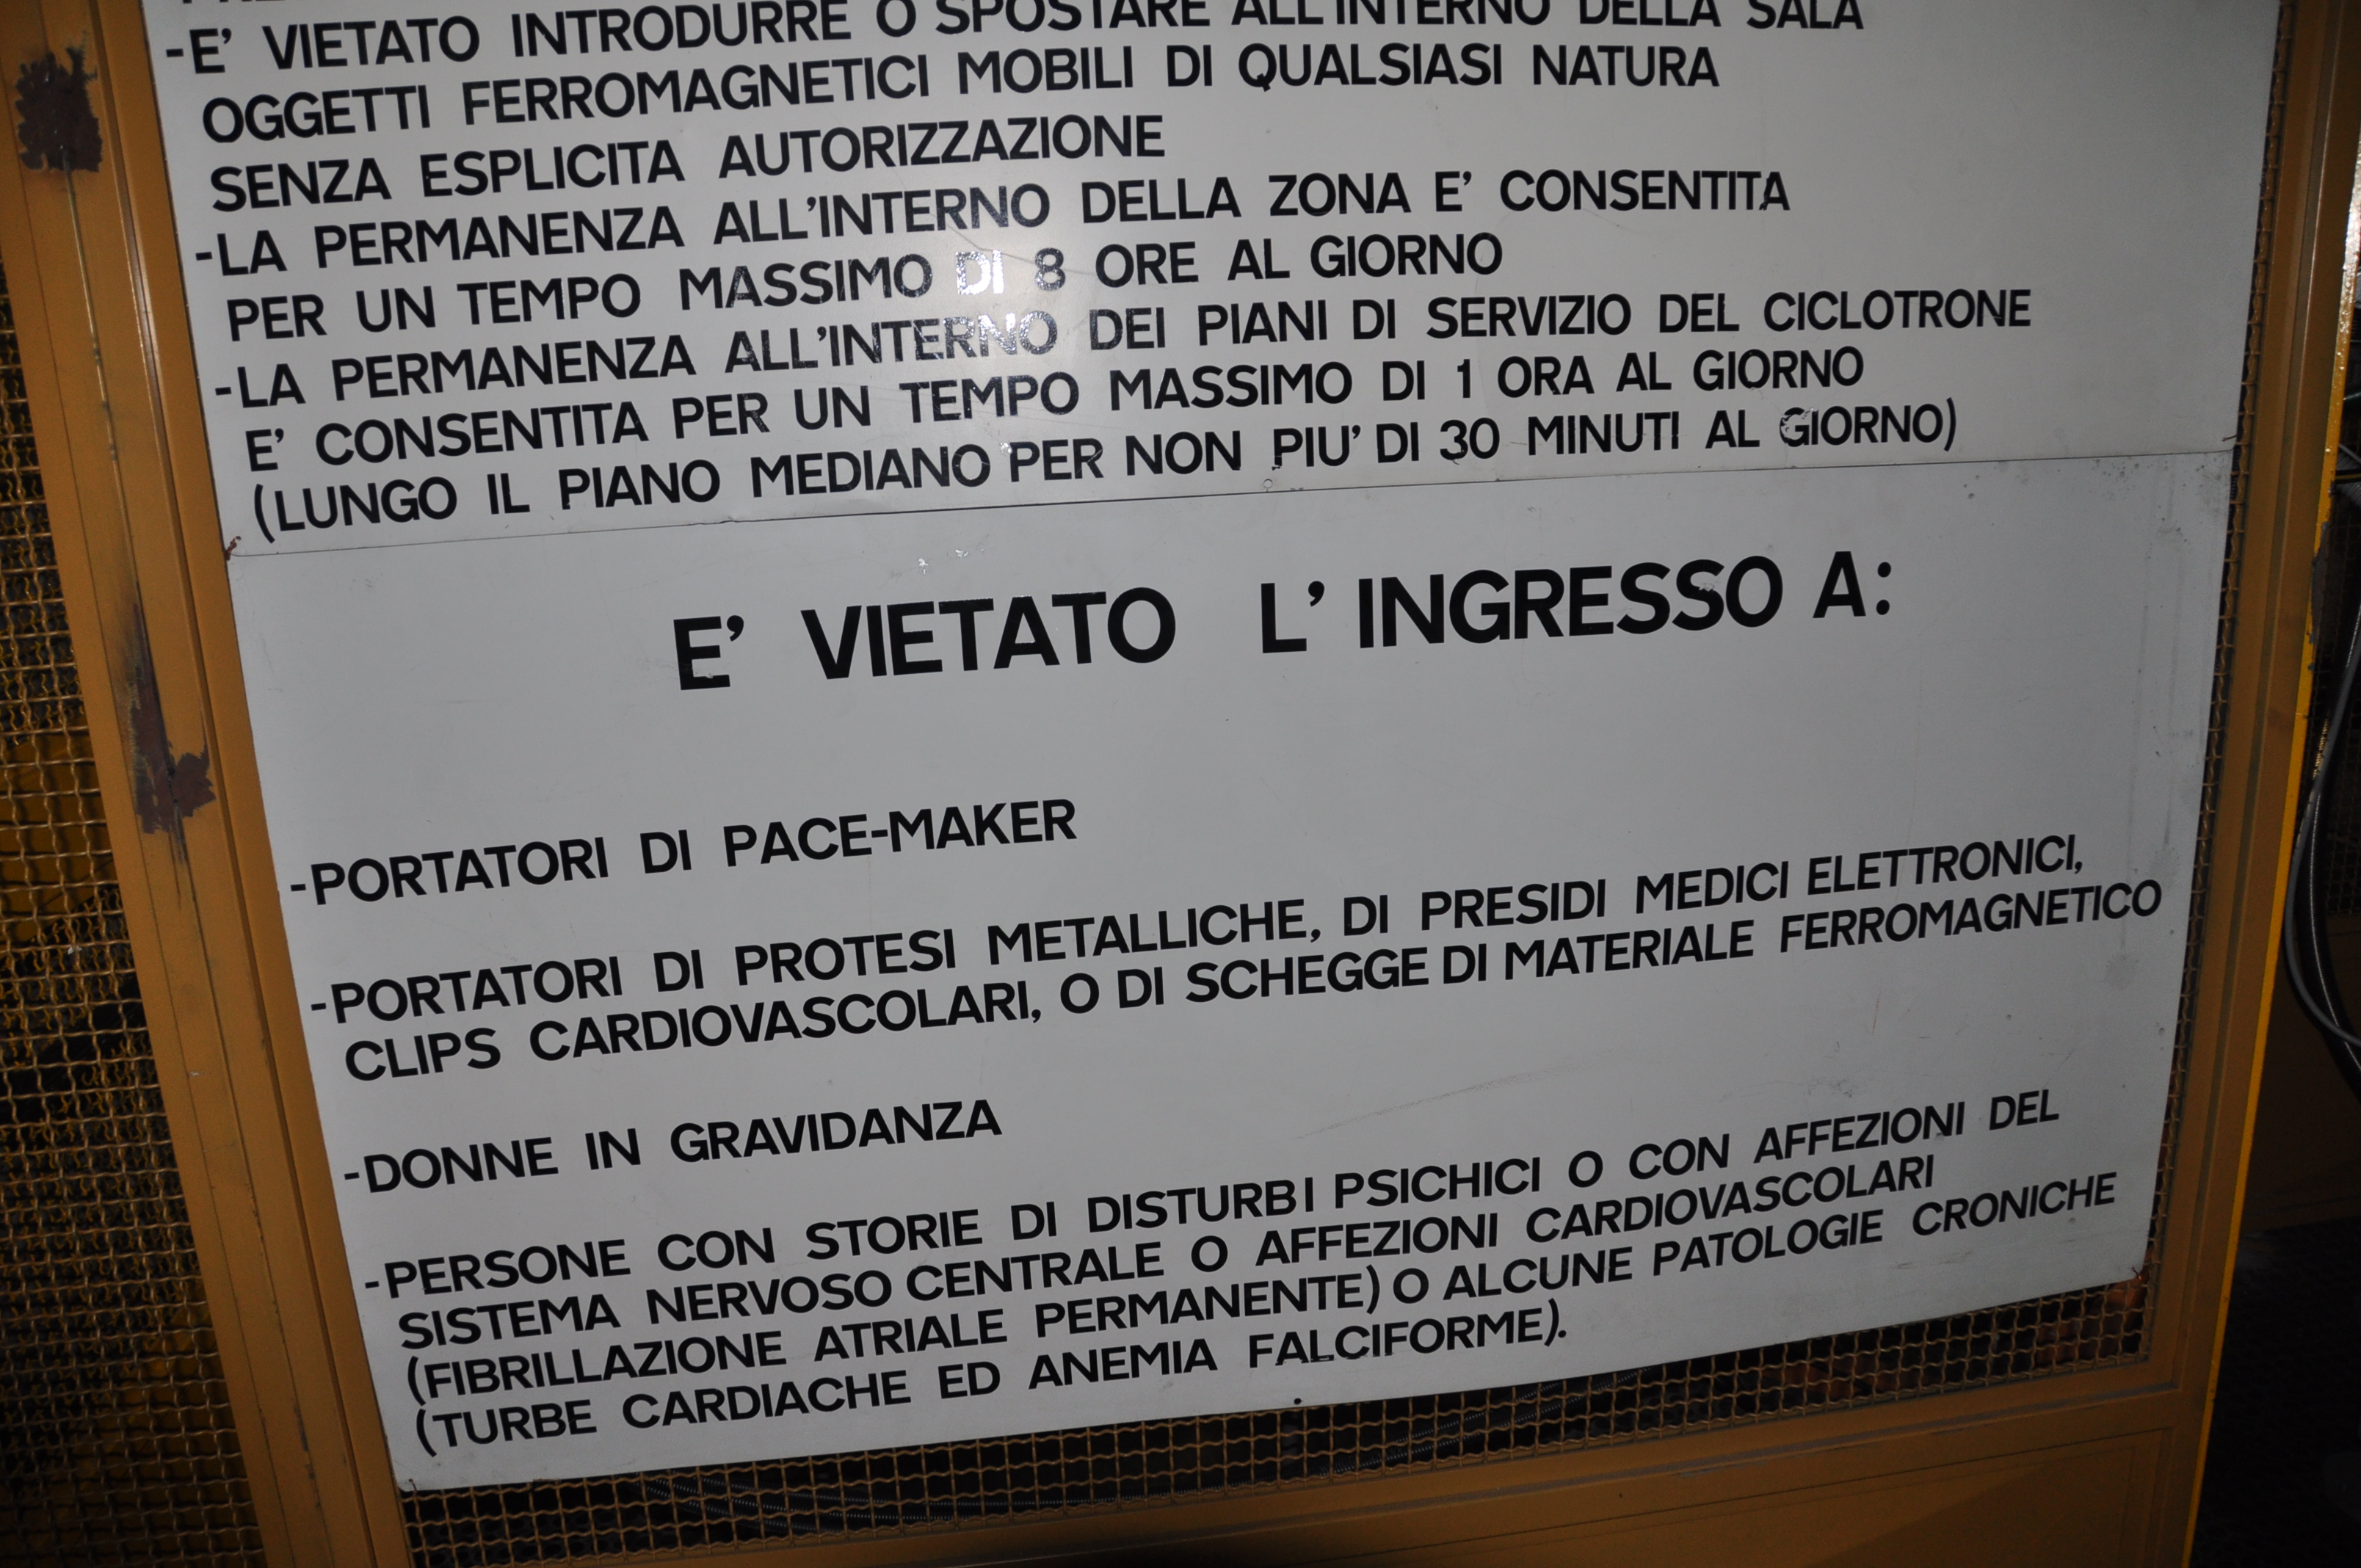 -E' VIETATO INTRODURRE O SPOSTARE ALL'INTERNO DELLA SALA
OGGETTI FERROMAGNETICI MOBILI DI QUALSIASI NATURA
SENZA ESPLICITA AUTORIZZAZIONE
-LA PERMANENZA ALL'INTERNO DELLA ZONA E' CONSENTITA
PER UN TEMPO MASSIMO DI 8 ORE AL GIORNO
-LA PERMANENZA ALL'INTERNO DEI PIANI DI SERVIZIO DEL CICLOTRONE
E' CONSENTITA PER UN TEMPO MASSIMO DI 1 ORA AL GIORNO
(LUNGO IL PIANO MEDIANO PER NON PIU' DI 30 MINUTI AL GIORNO)
E' VIETATO L'INGRESSO A:
-PORTATORI DI PACE-MAKER
-PORTATORI DI PROTESI METALLICHE, DI PRESIDI MEDICI ELETTRONICI,
CLIPS CARDIOVASCOLARI, O DI SCHEGGE DI MATERIALE FERROMAGNETICO
-DONNE IN GRAVIDANZA
-PERSONE CON STORIE DI DISTURBI PSICHICI O CON AFFEZIONI DEL
SISTEMA NERVOSO CENTRALE O AFFEZIONI CARDIOVASCOLARI
(FIBRILLAZIONE ATRIALE PERMANENTE) O ALCUNE PATOLOGIE CRONICHE
(TURBE CARDIACHE ED ANEMIA FALCIFORME).